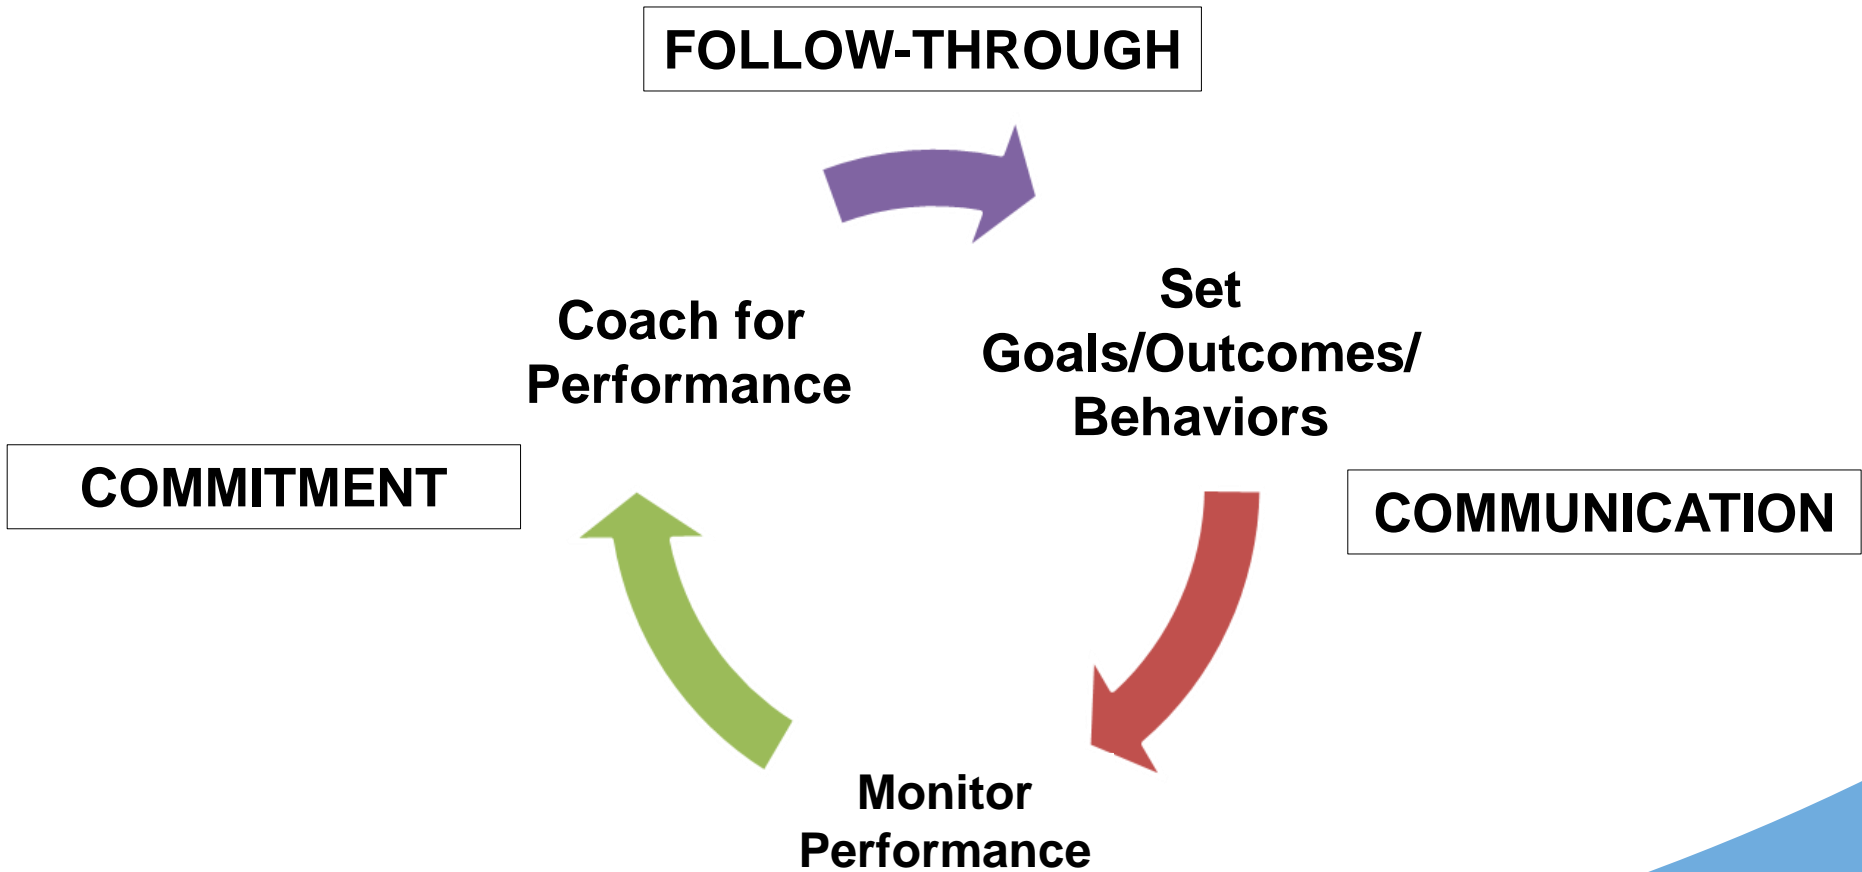 FOLLOW-THROUGH
Coach for
Performance
Set
Goals/Outcomes/
Behaviors
COMMITMENT
COMMUNICATION
Monitor
Performance